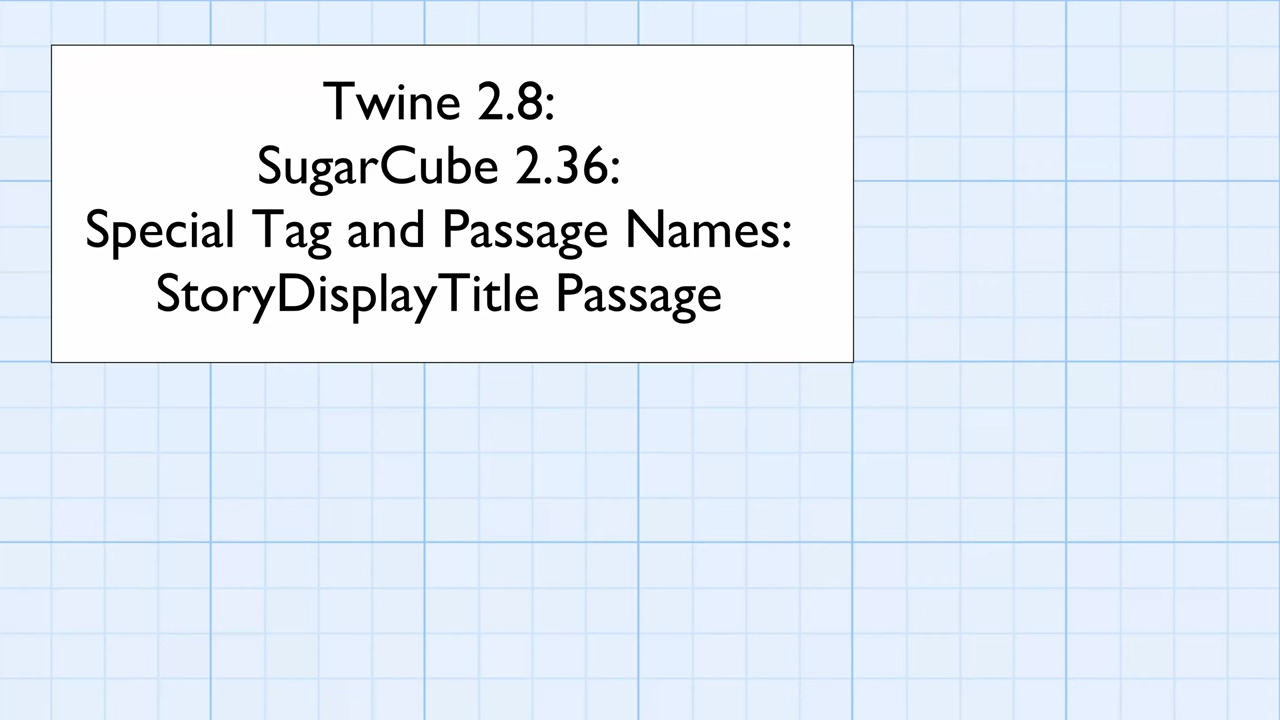 Twine 2.8:
SugarCube 2.36:
Special Tag and Passage Names:
StoryDisplayTitle Passage